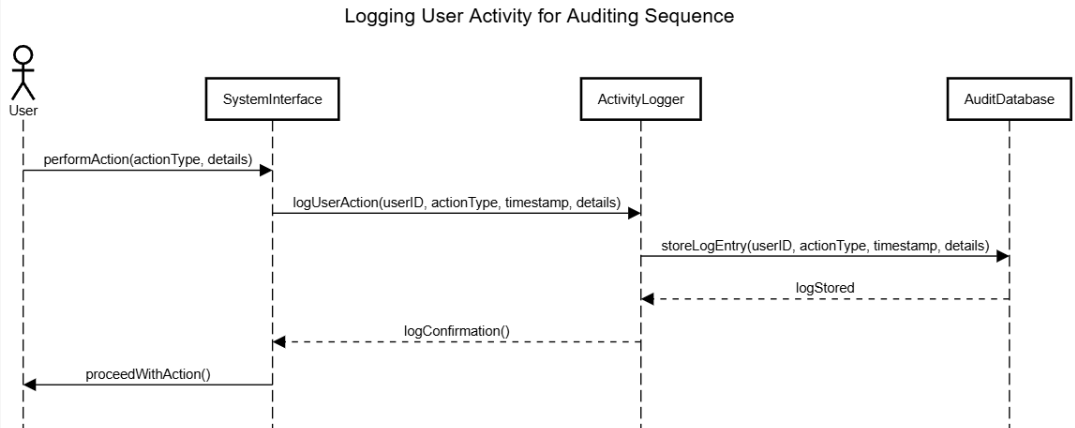 Logging User Activity for Auditing Sequence
User
SystemInterface
ActivityLogger
AuditDatabase
performAction(actionType, details)
logUserAction(userID, actionType, timestamp, details)
storeLogEntry(userID, actionType, timestamp, details)
logStored
logConfirmation()
proceedWithAction()